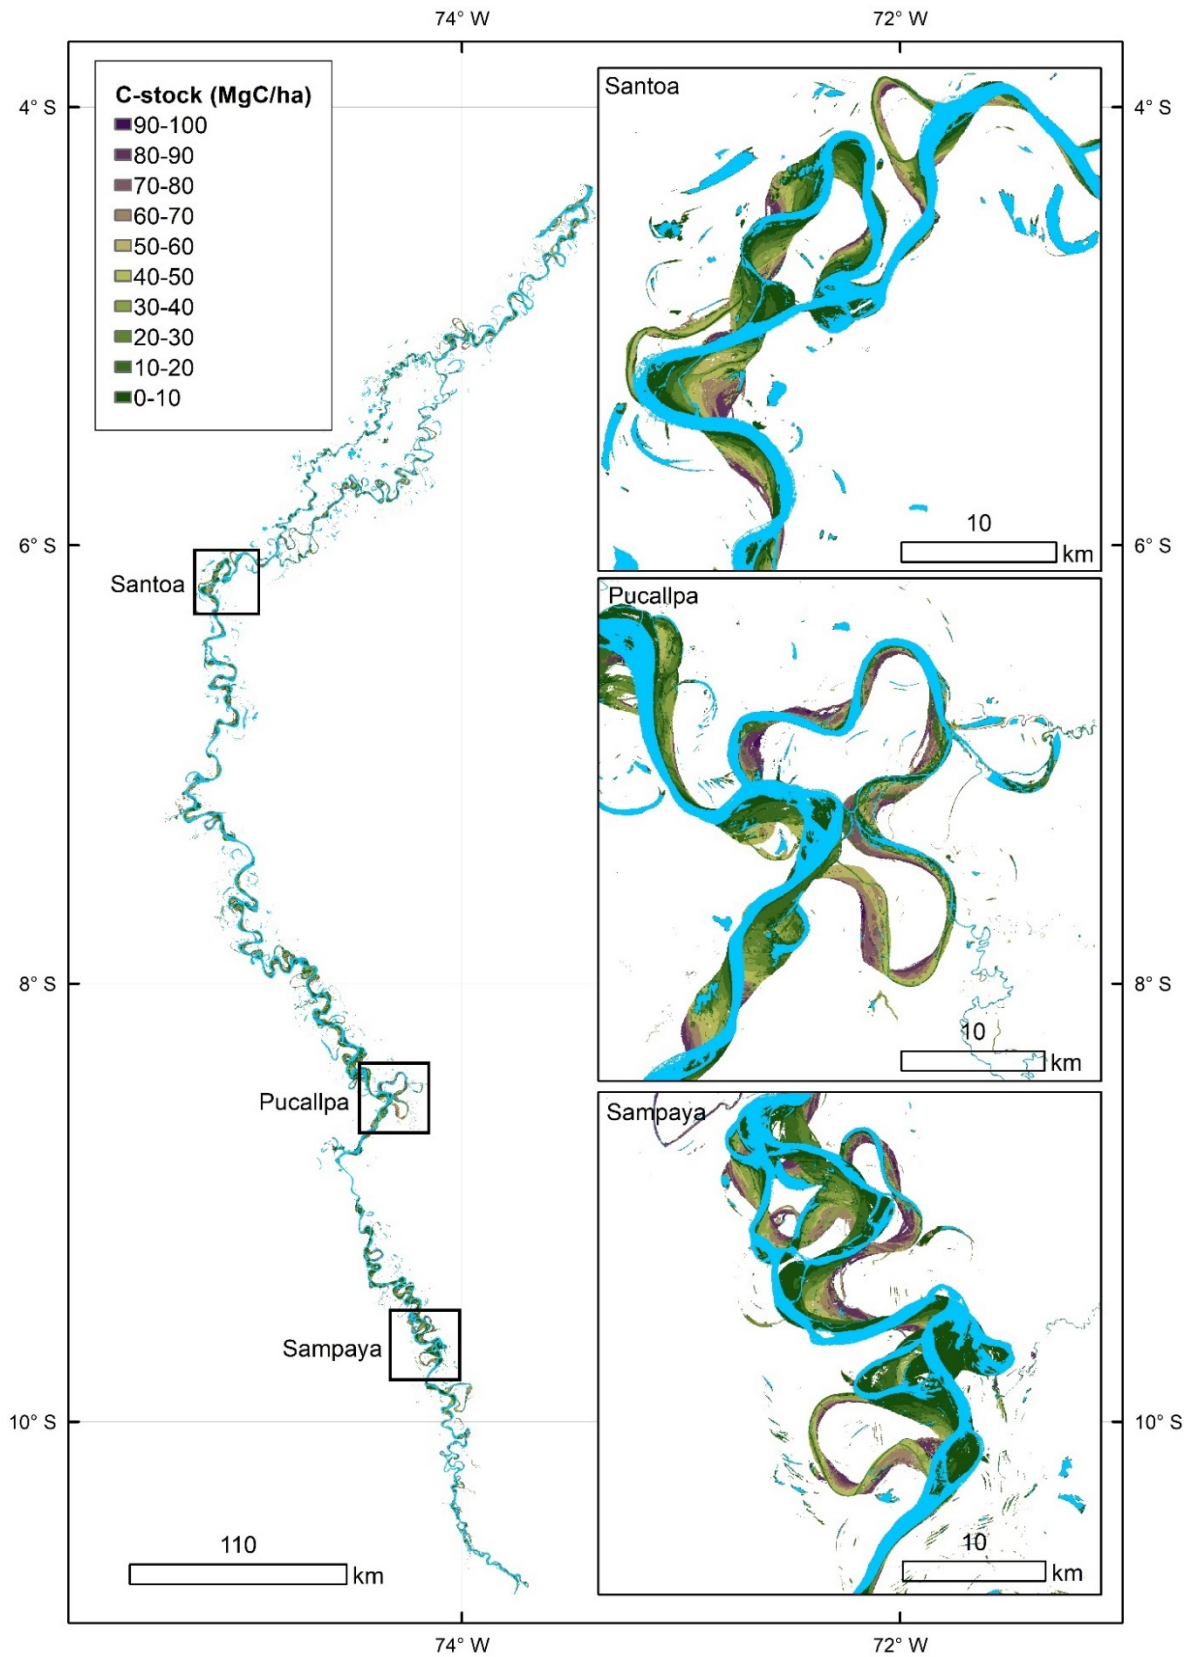 74° W
72° W
4° S
4° S
C-stock (MgC/ha)
90-100
80-90
70-80
60-70
50-60
40-50
30-40
20-30
10-20
0-10
Santoa
10
km
6° S
6° S
Santoa
Pucallpa
10
km
8° S
8° S
Pucallpa
Sampaya
10
km
Sampaya
10° S
10° S
110
km
74° W
72° W